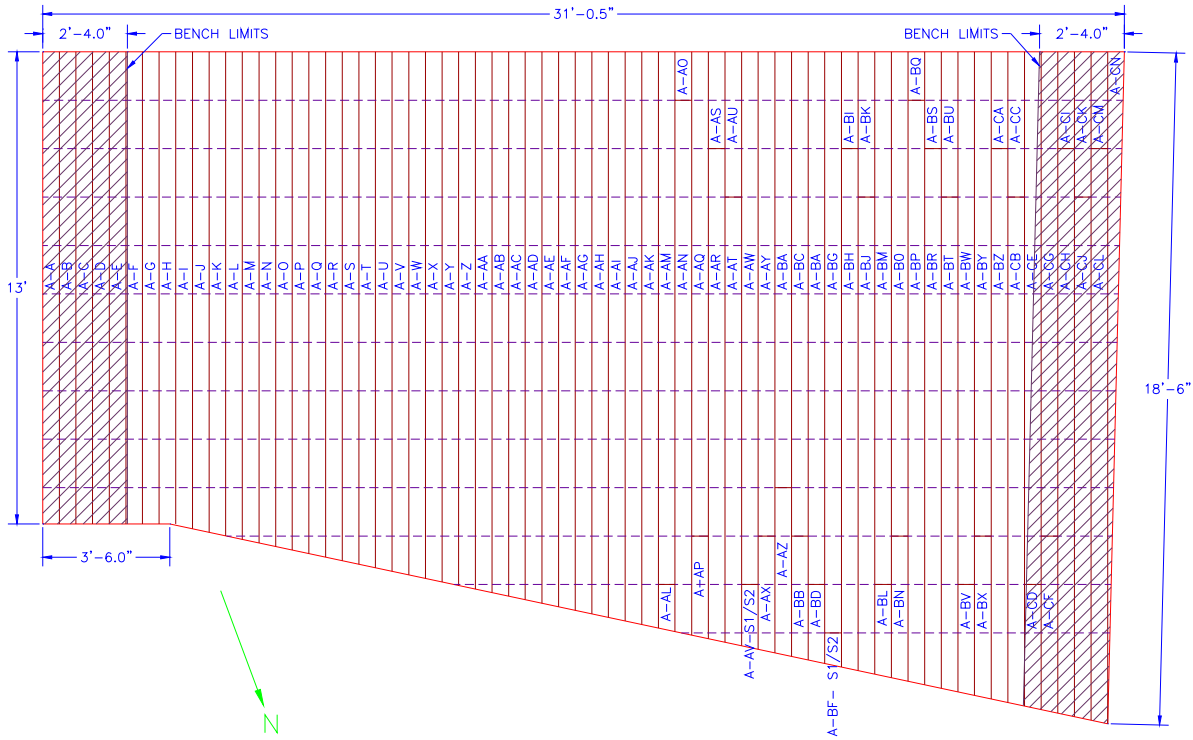 31'-0.5"
2'-4.0"
BENCH LIMITS
BENCH LIMITS
2'-4.0"
A-AO
A-BQ
A-CN
A-AS
A-AU
A-BI
A-BK
A-BS
A-BU
A-CA
A-CC
A-CI
A-CK
A-CM
13'
A-A
A-B
A-C
A-D
A-E
A-F
A-G
A-H
A-I
A-J
A-K
A-L
A-M
A-N
A-O
A-P
A-Q
A-R
A-S
A-T
A-U
A-V
A-W
A-X
A-Y
A-Z
A-AA
A-AB
A-AC
A-AD
A-AE
A-AF
A-AG
A-AH
A-AI
A-AJ
A-AK
A-AM
A-AN
A-AQ
A-AR
A-AT
A-AW
A-AY
A-BA
A-BC
A-BA
A-BG
A-BH
A-BJ
A-BM
A-BO
A-BP
A-BR
A-BT
A-BW
A-BY
A-BZ
A-CB
A-CE
A-CG
A-CH
A-CJ
A-CL
18'-6"
3'-6.0"
A-AL
A-AP
A-AV-S1/S2
A-AX
A-AZ
A-BB
A-BD
A-BF- S1/S2
A-BL
A-BN
A-BV
A-BX
A-CD
A-CF
N